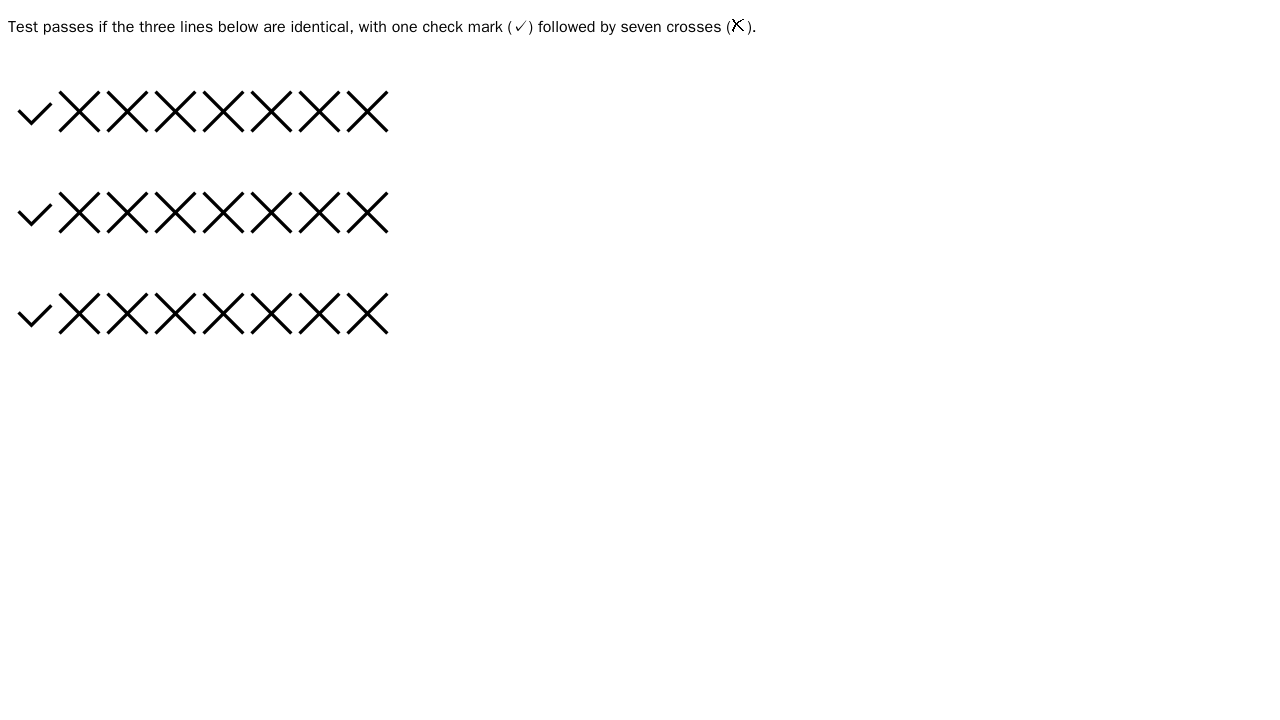 Test passes if the three lines below are identical, with one check mark (✓) followed by seven crosses (☓).
✓☓☓☓☓☓☓☓
✓☓☓☓☓☓☓☓
✓☓☓☓☓☓☓☓